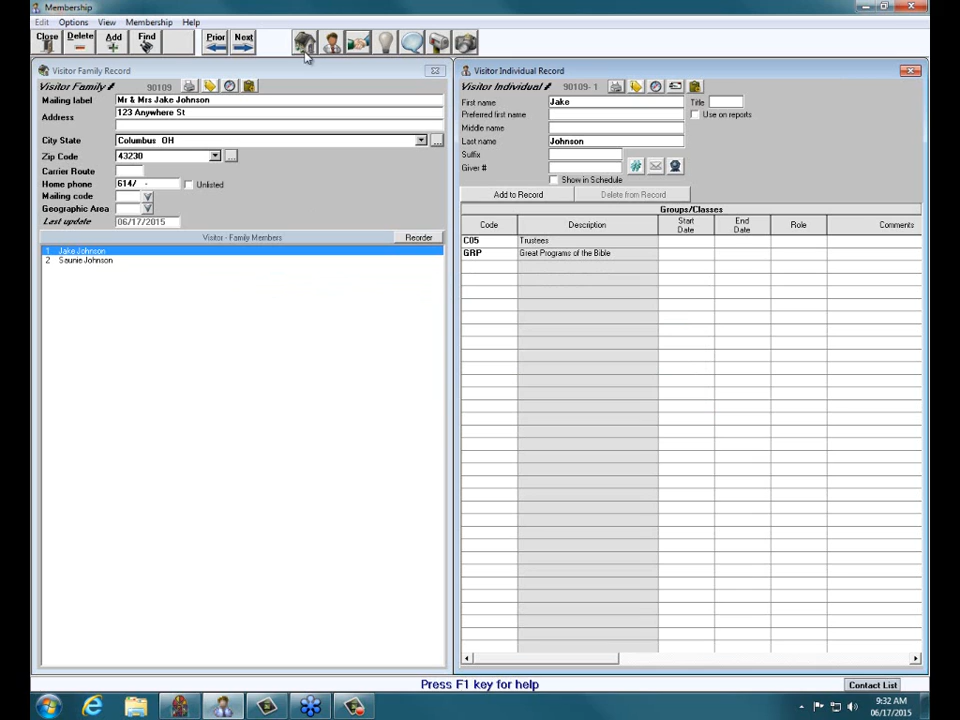 Membership
Edit Options View Membership Help
Close Delete Add Find Prior Next
Visitor Family Record
Visitor Family # 90109
Mailing label Mr & Mrs Jake Johnson
Address 123 Anywhere St
City State Columbus OH
Zip Code 43230
Carrier Route
Home phone 614/ - Unlisted
Mailing code
Geographic Area
Last update 06/17/2015
Visitor - Family Members Reorder
1 Jake Johnson
2 Saunie Johnson
Visitor Individual Record
Visitor Individual # 90109- 1
First name Jake Title
Preferred first name Use on reports
Middle name
Last name Johnson
Suffix
Giver # #
Show in Schedule
Add to Record Delete from Record
Groups/Classes
Code Description Start Date End Date Role Comments
C05 Trustees
GRP Great Programs of the Bible
Press F1 key for help
Contact List
9:32 AM
06/17/2015